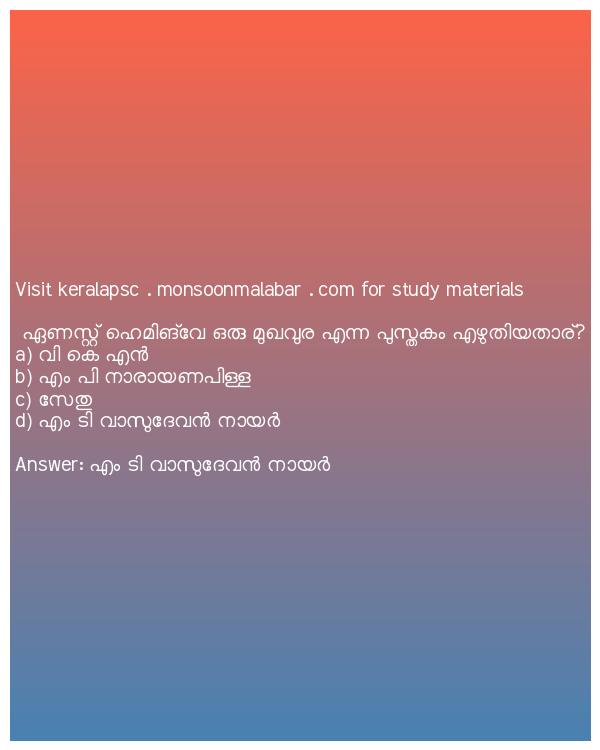 Visit keralapsc . monsoonmalabar . com for study materials
ഏണസ്റ്റ് ഹെമിങ്‌വേ ഒരു മുഖവുര എന്ന പുസ്തകം എഴുതിയതാര്?
a) വി കെ എൻ
b) എം പി നാരായണപിള്ള
c) സേതു
d) എം ടി വാസുദേവൻ നായർ
Answer: എം ടി വാസുദേവൻ നായർ